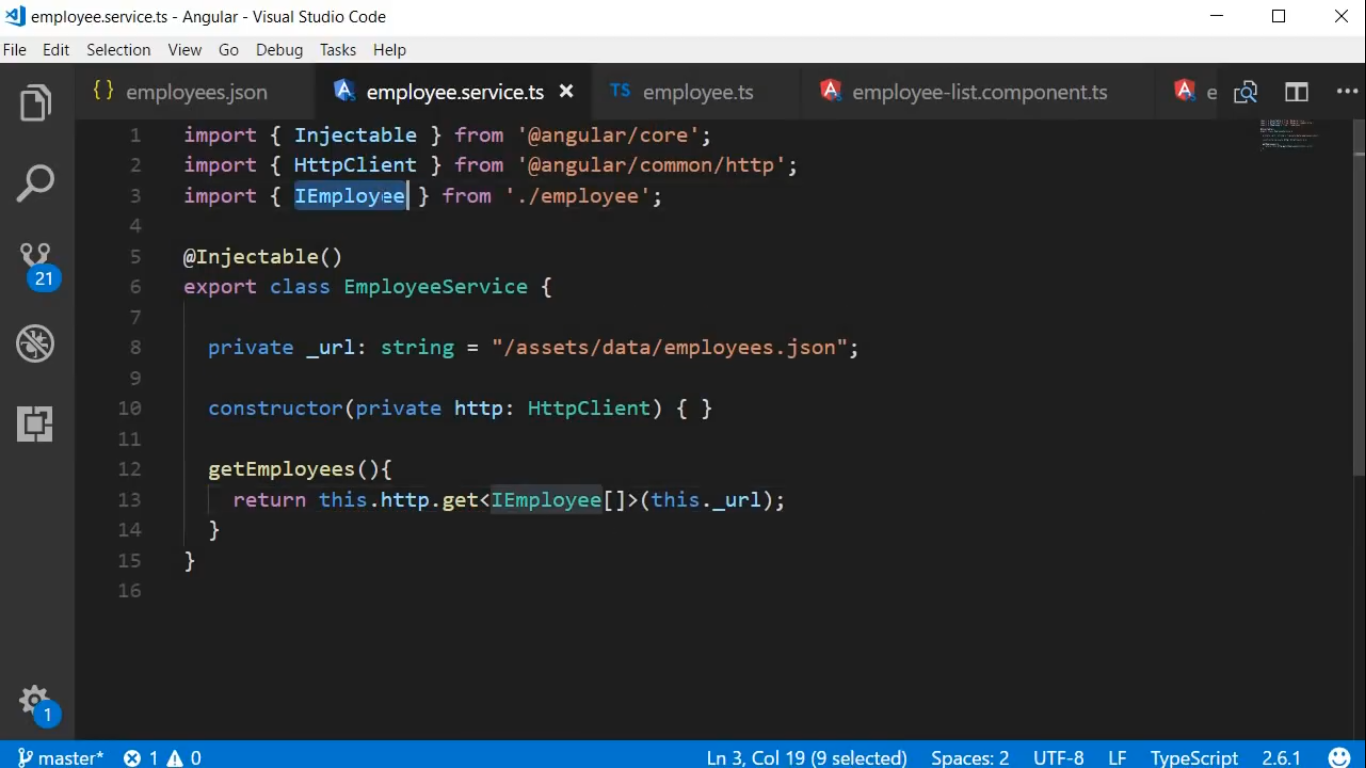 employee.service.ts - Angular - Visual Studio Code
File Edit Selection View Go Debug Tasks Help
{} employees.json employee.service.ts TS employee.ts employee-list.component.ts e
1 import { Injectable } from '@angular/core';
2 import { HttpClient } from '@angular/common/http';
3 import { IEmployee } from './employee';
4
5 @Injectable()
6 export class EmployeeService {
7
8 private _url: string = "/assets/data/employees.json";
9
10 constructor(private http: HttpClient) { }
11
12 getEmployees(){
13 return this.http.get<IEmployee[]>(this._url);
14 }
15 }
16
21
1
master* 1 0 Ln 3, Col 19 (9 selected) Spaces: 2 UTF-8 LF TypeScript 2.6.1